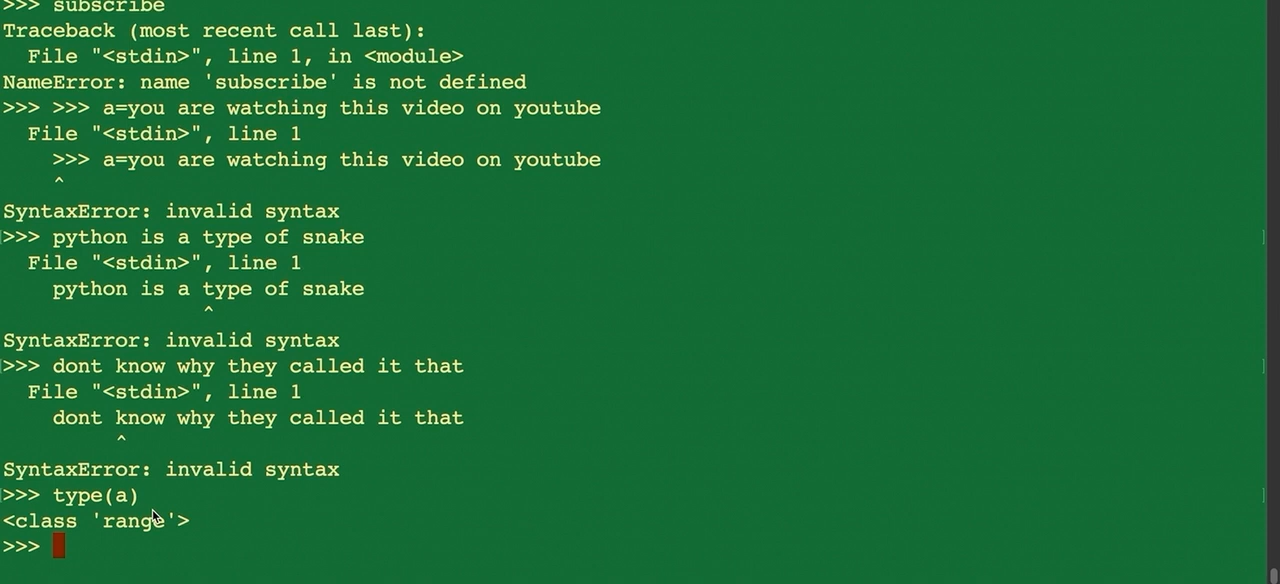 >>> subscribe
Traceback (most recent call last):
  File "<stdin>", line 1, in <module>
NameError: name 'subscribe' is not defined
>>> >>> a=you are watching this video on youtube
  File "<stdin>", line 1
    >>> a=you are watching this video on youtube
    ^
SyntaxError: invalid syntax
>>> python is a type of snake
  File "<stdin>", line 1
    python is a type of snake
                ^
SyntaxError: invalid syntax
>>> dont know why they called it that
  File "<stdin>", line 1
    dont know why they called it that
         ^
SyntaxError: invalid syntax
>>> type(a)
<class 'range'>
>>>